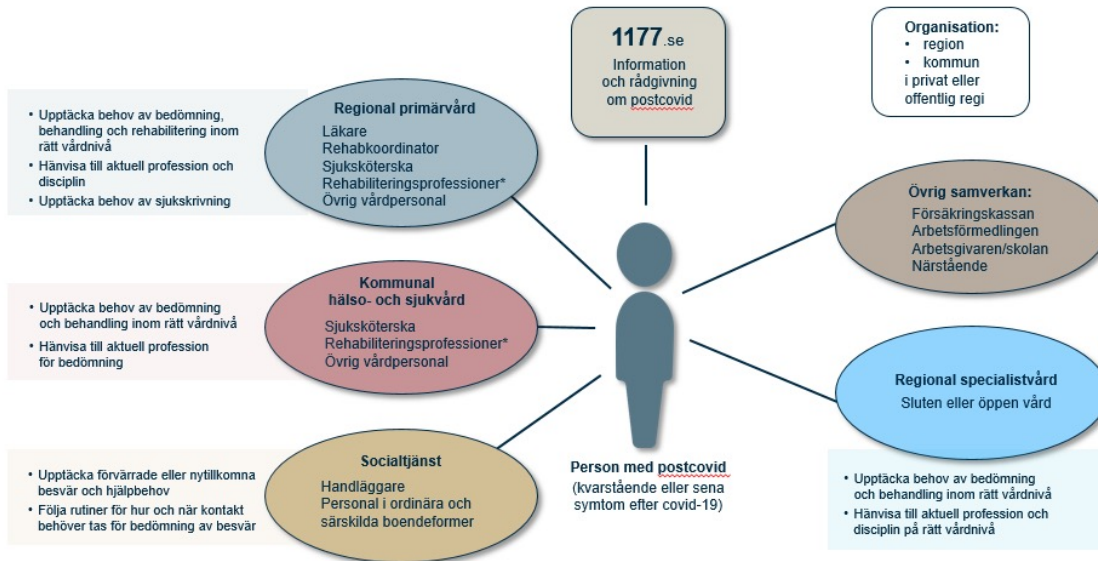 1177.se
Information
och rådgivning
om postcovid
Organisation:
• region
• kommun
i privat eller
offentlig regi
• Upptäcka behov av bedömning,
behandling och rehabilitering inom
rätt vårdnivå
• Hänvisa till aktuell profession och
disciplin
• Upptäcka behov av sjukskrivning
Regional primärvård
Läkare
Rehabkoordinator
Sjuksköterska
Rehabiliteringsprofessioner*
Övrig vårdpersonal
Övrig samverkan:
Försäkringskassan
Arbetsförmedlingen
Arbetsgivaren/skolan
Närstående
• Upptäcka behov av bedömning
och behandling inom rätt vårdnivå
• Hänvisa till aktuell profession
för bedömning
Kommunal
hälso- och sjukvård
Sjuksköterska
Rehabiliteringsprofessioner*
Övrig vårdpersonal
Regional specialistvård
Sluten eller öppen vård
• Upptäcka förvärrade eller nytillkomna
besvär och hjälpbehov
• Följa rutiner för hur och när kontakt
behöver tas för bedömning av besvär
Socialtjänst
Handläggare
Personal i ordinära och
särskilda boendeformer
Person med postcovid
(kvarstående eller sena
symtom efter covid-19)
• Upptäcka behov av bedömning
och behandling inom rätt vårdnivå
• Hänvisa till aktuell profession och
disciplin på rätt vårdnivå